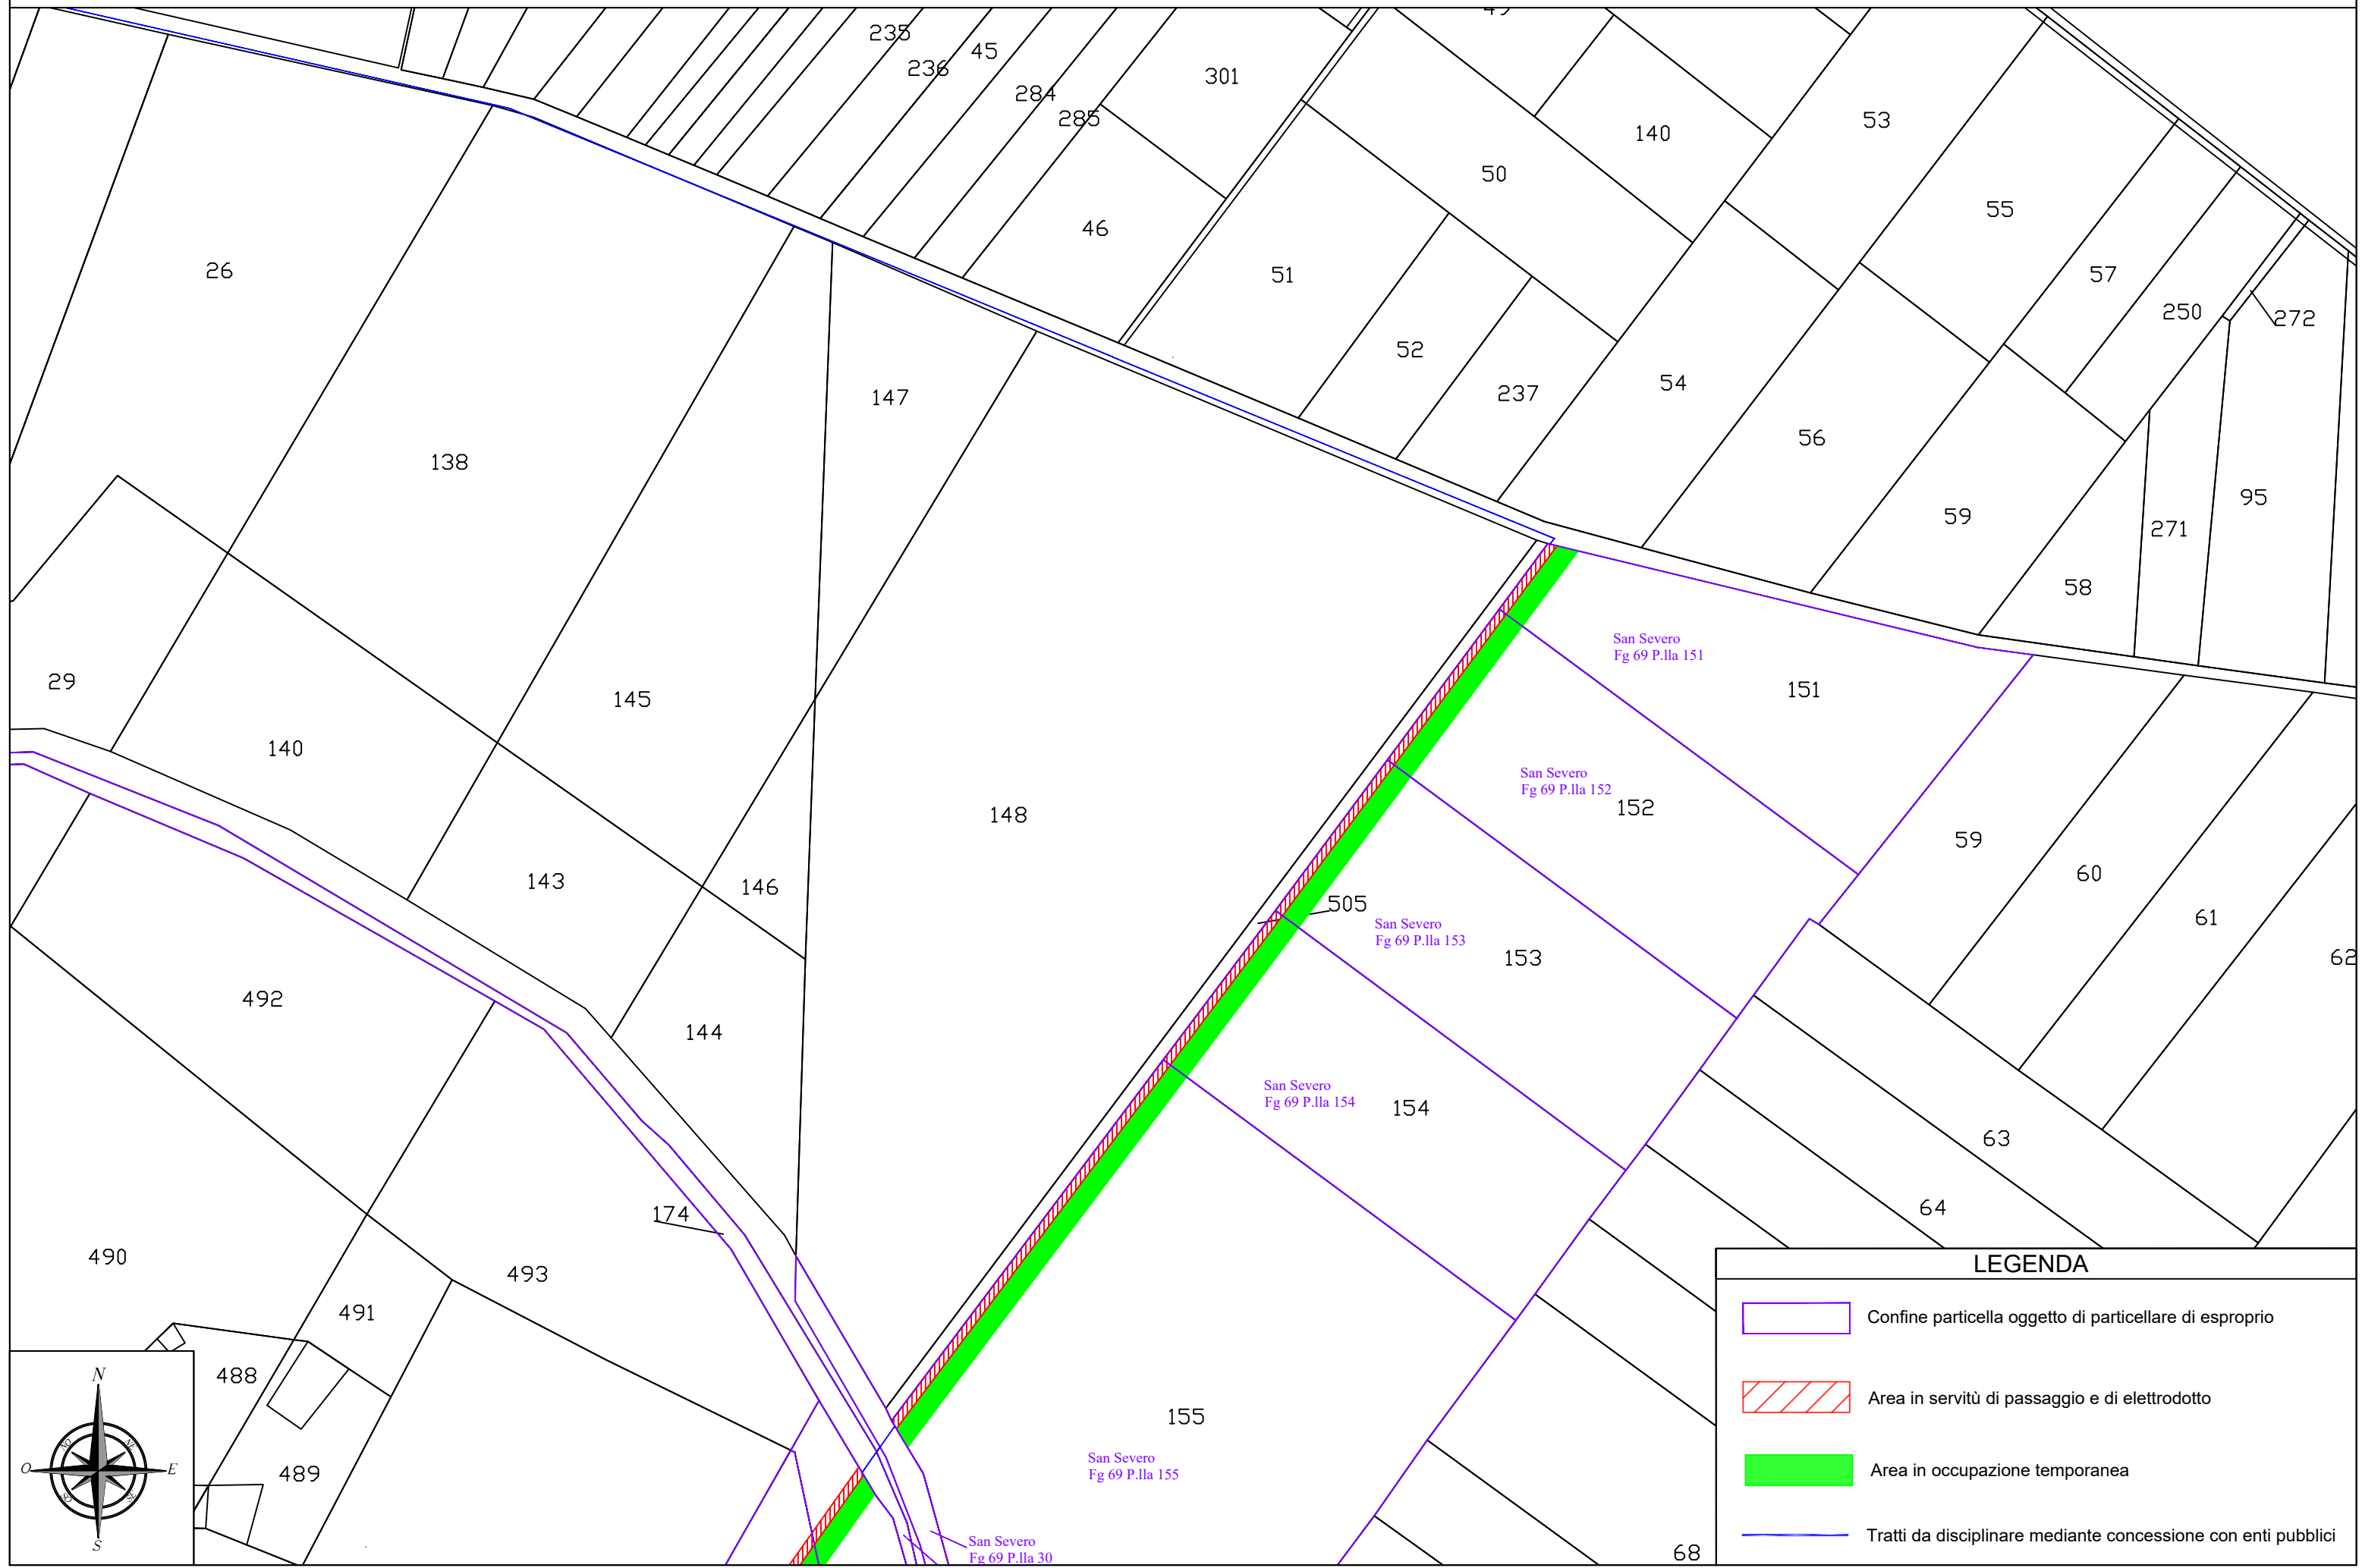 49
235
45
236
301
284
285
53
140
50
55
46
26
51
57
250
272
52
54
237
147
56
138
95
59
271
58
San Severo
Fg 69 P.lla 151
29
151
145
140
San Severo
Fg 69 P.lla 152
152
148
59
60
143
146
505
61
San Severo
Fg 69 P.lla 153
153
62
492
144
San Severo
Fg 69 P.lla 154
154
63
64
174
490
493
491
488
155
489
San Severo
Fg 69 P.lla 155
San Severo
Fg 69 P.lla 30
68
N
O
E
S
LEGENDA
Confine particella oggetto di particellare di esproprio
Area in servitù di passaggio e di elettrodotto
Area in occupazione temporanea
Tratti da disciplinare mediante concessione con enti pubblici